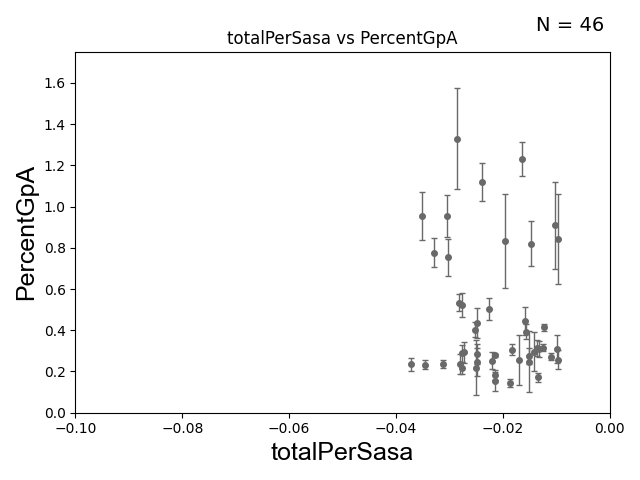 N = 46
totalPerSasa vs PercentGpA
PercentGpA
1.6
1.4
1.2
1.0
0.8
0.6
0.4
0.2
0.0
−0.10 −0.08 −0.06 −0.04 −0.02 0.00
totalPerSasa